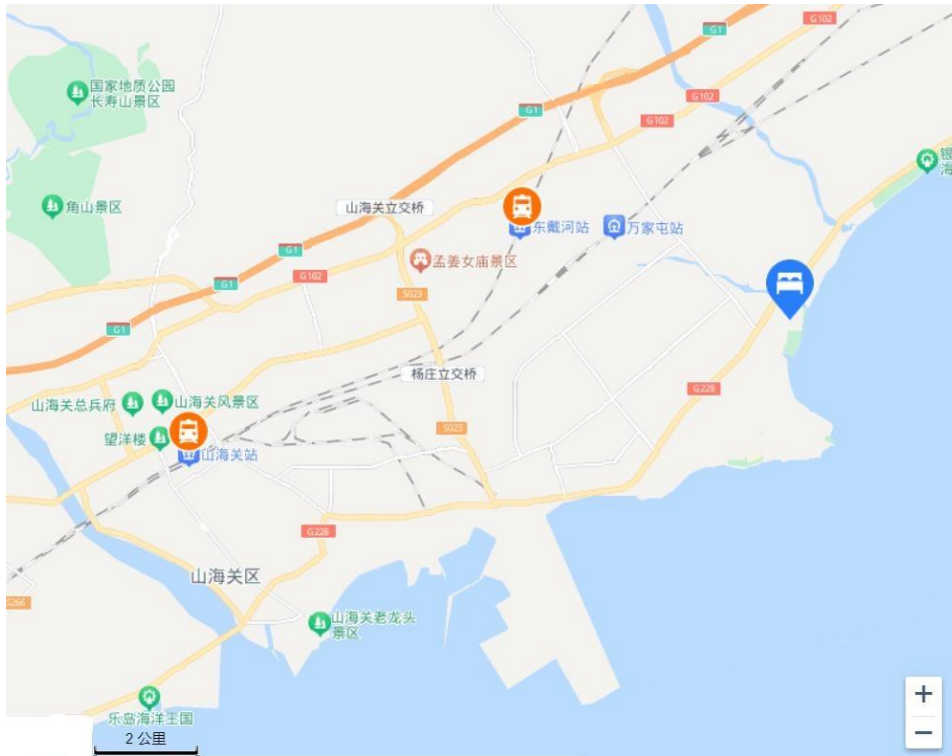 G1
G102
国家地质公园
长寿山景区
G1
G102
G102
银
海
角山景区
山海关立交桥
东戴河站
万家屯站
G1
孟姜女庙景区
G102
G1
S023
G1
杨庄立交桥
G228
山海关总兵府
山海关风景区
望洋楼
S023
山海关站
G228
山海关区
S266
山海关老龙头
景区
乐岛海洋王国
2 公里
+
−